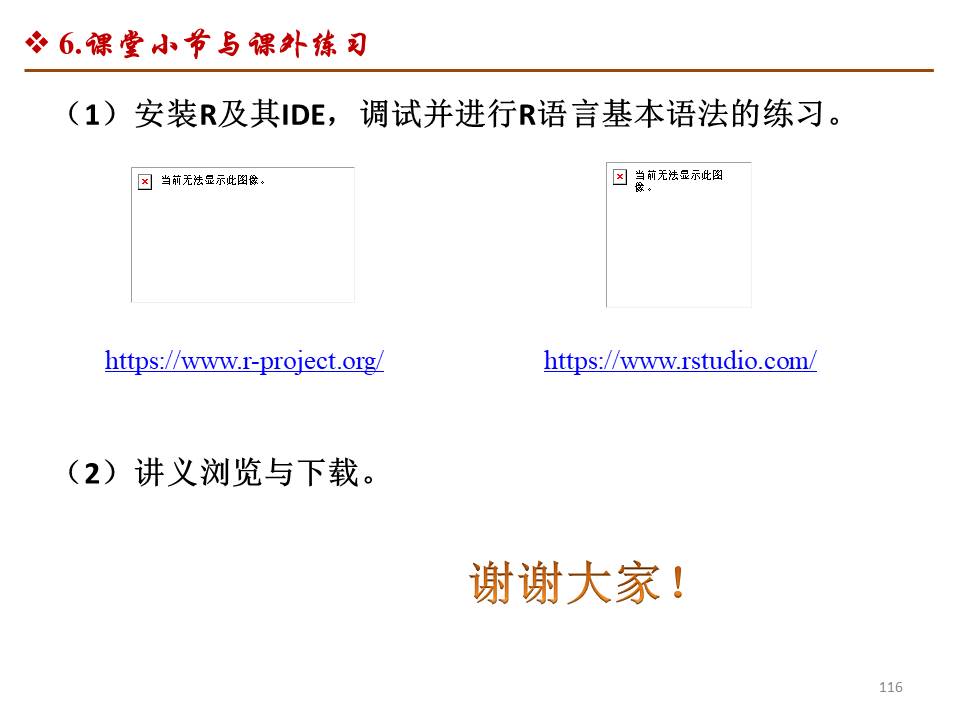 ❖ 6.课堂小节与课外练习
（1）安装R及其IDE，调试并进行R语言基本语法的练习。
当前无法显示此图像。
当前无法显示此图
像。
https://www.r-project.org/
https://www.rstudio.com/
（2）讲义浏览与下载。
谢谢大家！
116